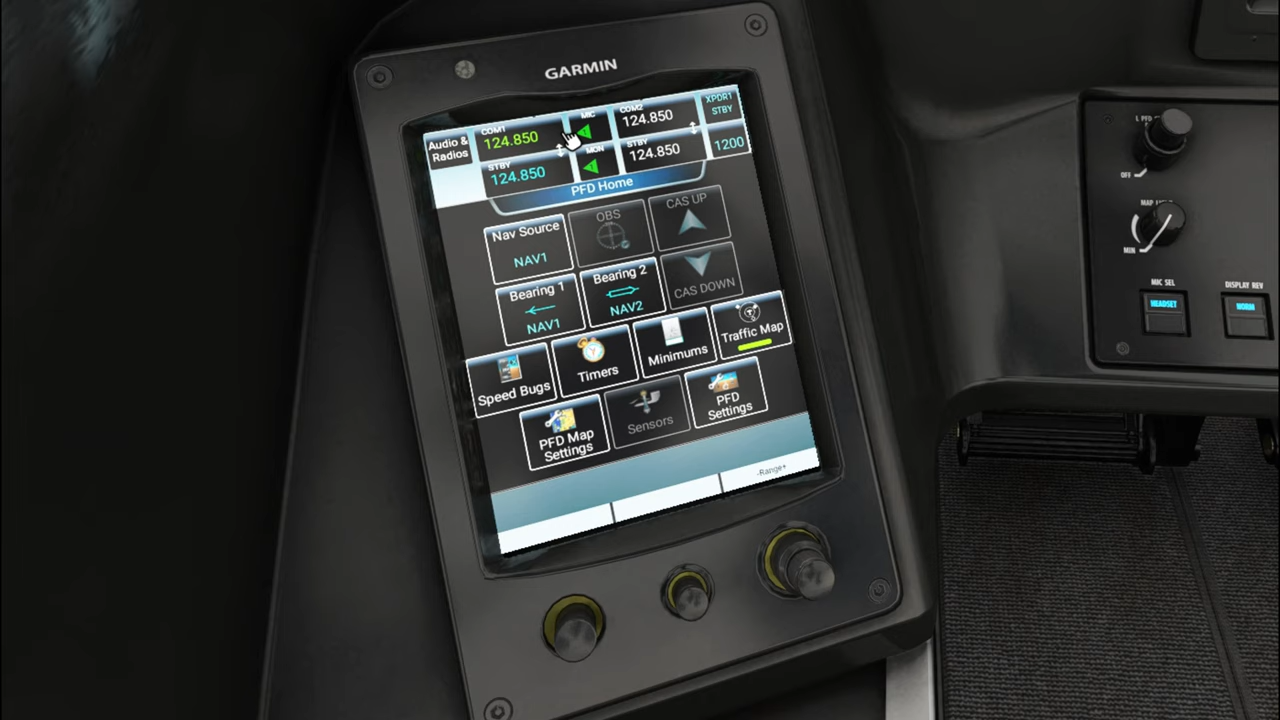 GARMIN
Audio &
Radios
COM1
124.850
STBY
124.850
MIC
MON
COM2
124.850
STBY
124.850
XPDR1
STBY
1200
PFD Home
Nav Source
NAV1
OBS
CAS UP
Bearing 1
NAV1
Bearing 2
NAV2
CAS DOWN
Speed Bugs
Timers
Minimums
Traffic Map
PFD Map
Settings
Sensors
PFD
Settings
-Range+
OFF
MIN
MIC SEL
HEADSET
DISPLAY REV
NORM